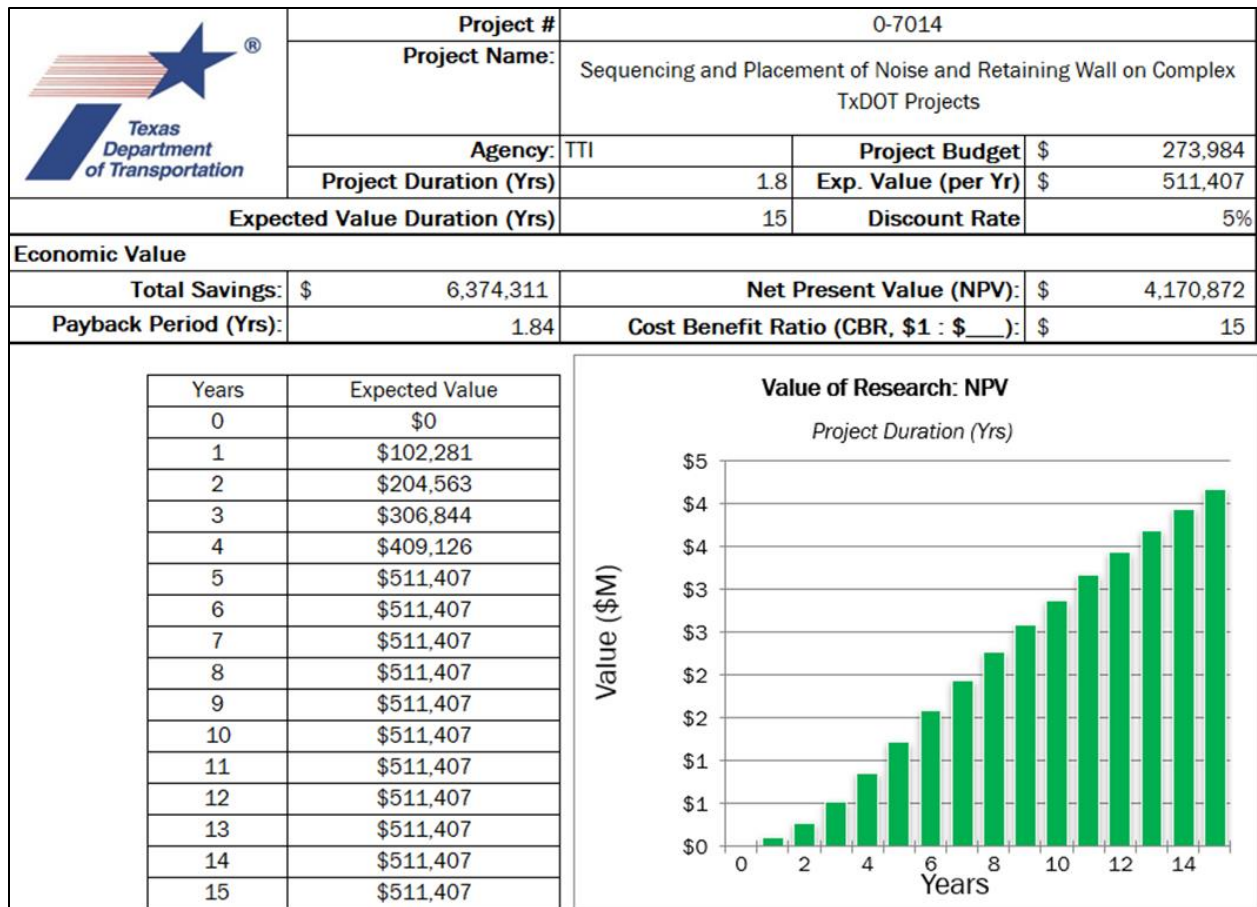 Texas
Department
of Transportation
®
Project # 0-7014
Project Name: Sequencing and Placement of Noise and Retaining Wall on Complex
TxDOT Projects
Agency: TTI Project Budget $ 273,984
Project Duration (Yrs) 1.8 Exp. Value (per Yr) $ 511,407
Expected Value Duration (Yrs) 15 Discount Rate 5%
Economic Value
Total Savings: $ 6,374,311 Net Present Value (NPV): $ 4,170,872
Payback Period (Yrs): 1.84 Cost Benefit Ratio (CBR, $1 : $___): $ 15
Years Expected Value
0 $0
1 $102,281
2 $204,563
3 $306,844
4 $409,126
5 $511,407
6 $511,407
7 $511,407
8 $511,407
9 $511,407
10 $511,407
11 $511,407
12 $511,407
13 $511,407
14 $511,407
15 $511,407
Value of Research: NPV
Project Duration (Yrs)
Value ($M)
$5
$4
$4
$3
$3
$2
$2
$1
$1
$0
0 2 4 6 8 10 12 14
Years